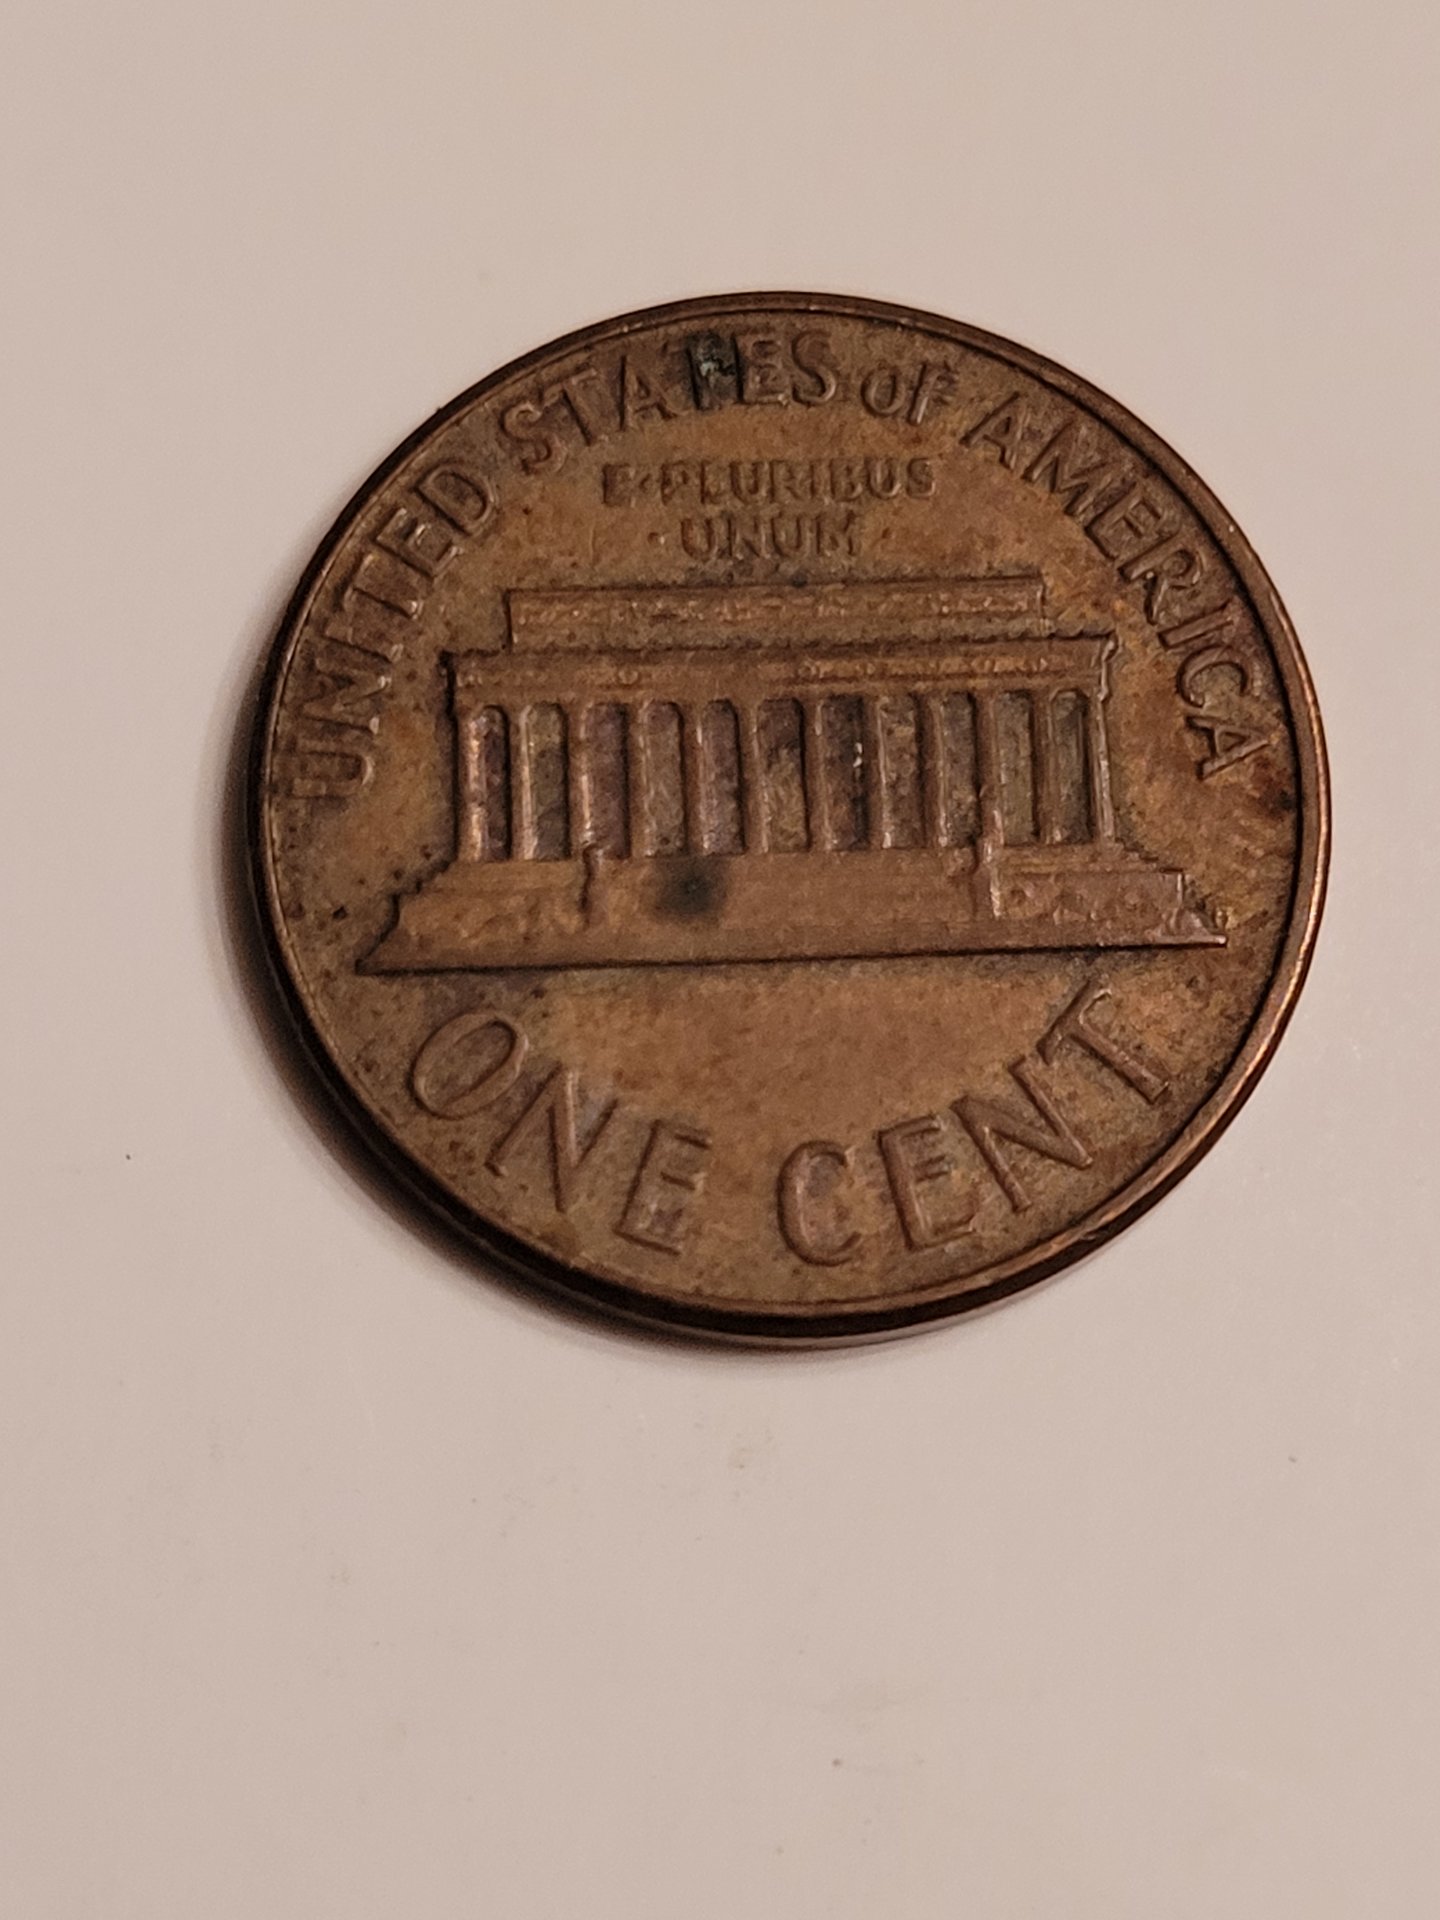 UNITED STATES OF AMERICA
E·PLURIBUS
·UNUM·
ONE CENT